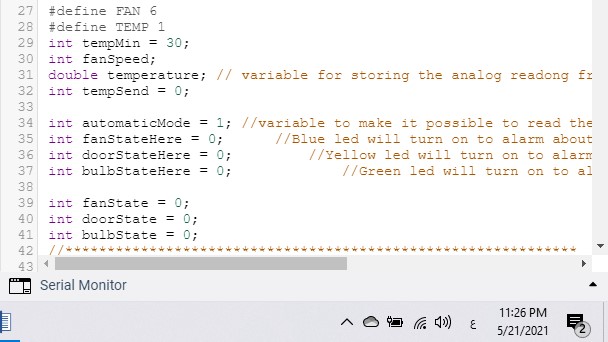 27 #define FAN 6
28 #define TEMP 1
29 int tempMin = 30;
30 int fanSpeed;
31 double temperature; // variable for storing the analog readong fr
32 int tempSend = 0;
33
34 int automaticMode = 1; //variable to make it possible to read the
35 int fanStateHere = 0; //Blue led will turn on to alarm about
36 int doorStateHere = 0; //Yellow led will turn on to alarm
37 int bulbStateHere = 0; //Green led will turn on to al
38
39 int fanState = 0;
40 int doorState = 0;
41 int bulbState = 0;
42 //*************************************************************
43
Serial Monitor
ع
11:26 PM
5/21/2021
2